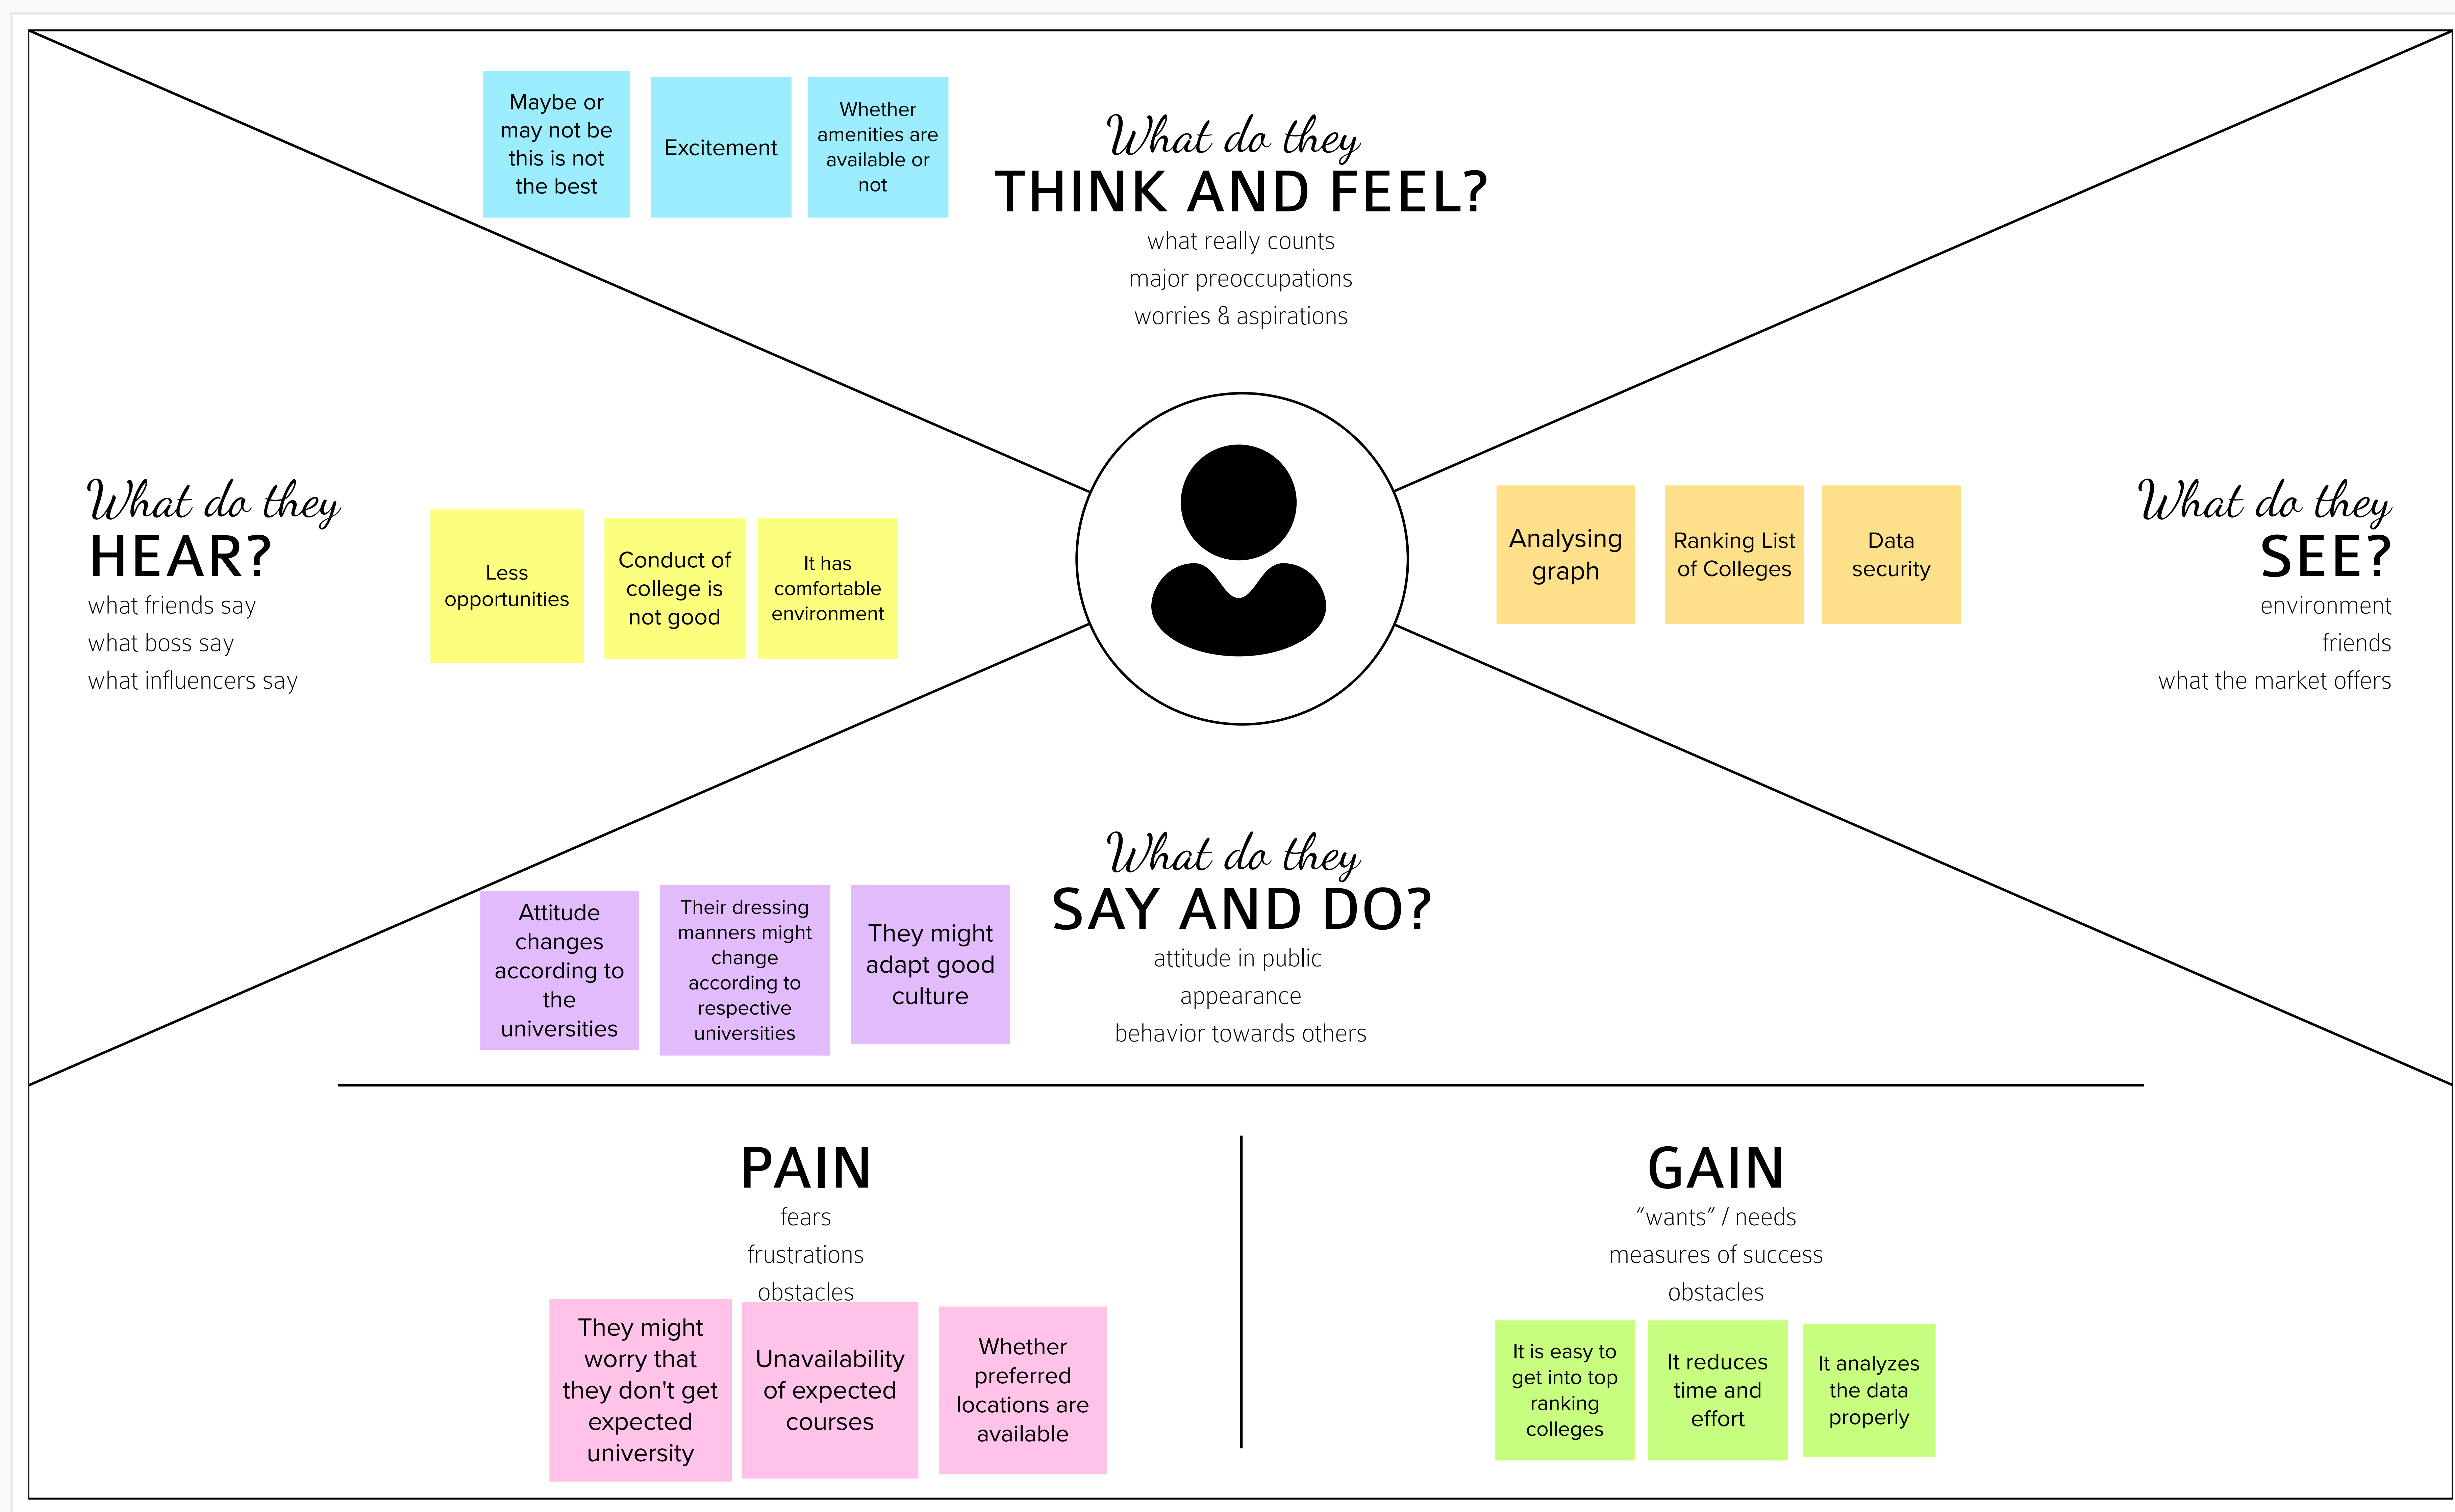 Maybe or
may not be
this is not
the best
Excitement
Whether
amenities are
available or
not
What do they
THINK AND FEEL?
what really counts
major preoccupations
worries & aspirations
What do they
HEAR?
what friends say
what boss say
what influencers say
Less
opportunities
Conduct of
college is
not good
It has
comfortable
environment
Analysing
graph
Ranking List
of Colleges
Data
security
What do they
SEE?
environment
friends
what the market offers
What do they
SAY AND DO?
attitude in public
appearance
behavior towards others
Attitude
changes
according to
the
universities
Their dressing
manners might
change
according to
respective
universities
They might
adapt good
culture
PAIN
fears
frustrations
obstacles
They might
worry that
they don't get
expected
university
Unavailability
of expected
courses
Whether
preferred
locations are
available
GAIN
“wants” / needs
measures of success
obstacles
It is easy to
get into top
ranking
colleges
It reduces
time and
effort
It analyzes
the data
properly